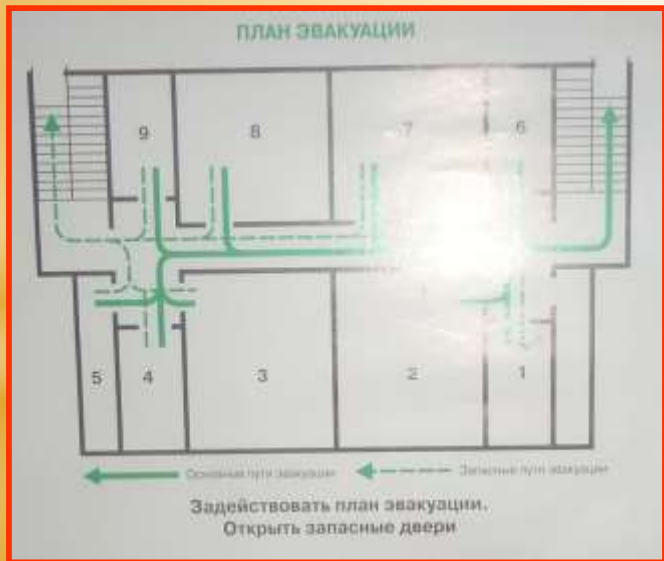 ПЛАН ЭВАКУАЦИИ
9 8 7 6
5 4 3 2 1
Основные пути эвакуации Запасные пути эвакуации
Задействовать план эвакуации.
Открыть запасные двери